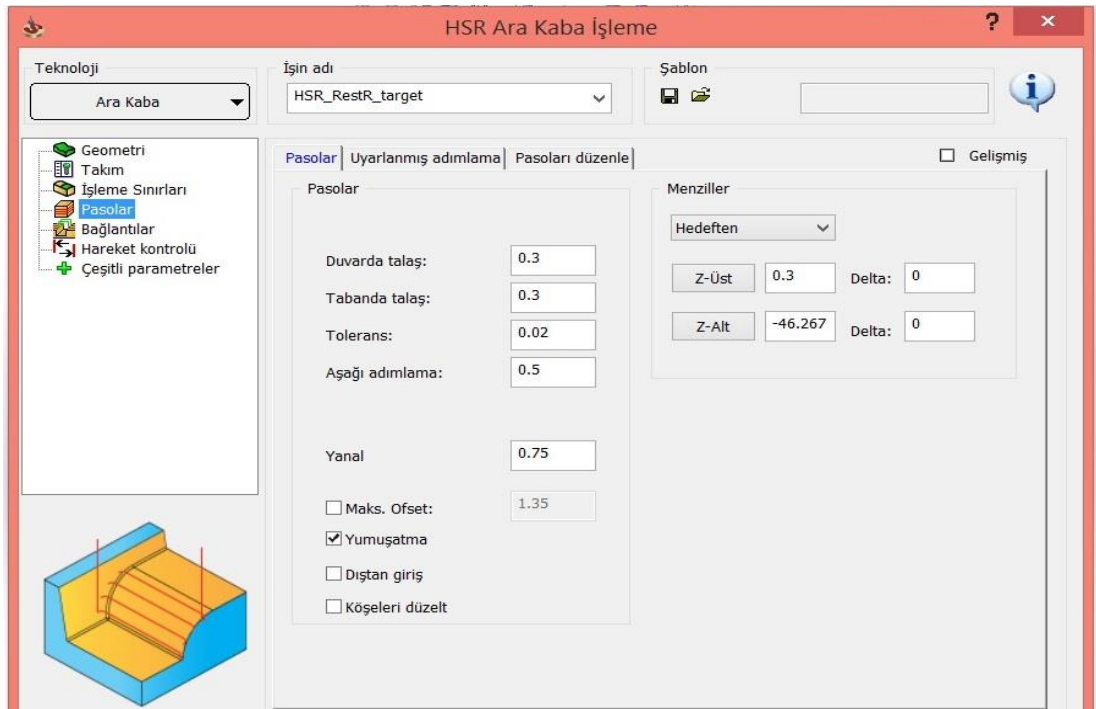 HSR Ara Kaba İşleme
?
×
Teknoloji
Ara Kaba
İşin adı
HSR_RestR_target
Şablon
i
Geometri
Takım
İşleme Sınırları
Pasolar
Bağlantılar
Hareket kontrolü
Çeşitli parametreler
Pasolar
Uyarlanmış adımlama
Pasoları düzenle
Gelişmiş
Pasolar
Duvarda talaş: 0.3
Tabanda talaş: 0.3
Tolerans: 0.02
Aşağı adımlama: 0.5
Yanal 0.75
Maks. Ofset: 1.35
Yumuşatma
Dıştan giriş
Köşeleri düzelt
Menziller
Hedeften
Z-Üst 0.3 Delta: 0
Z-Alt -46.267 Delta: 0